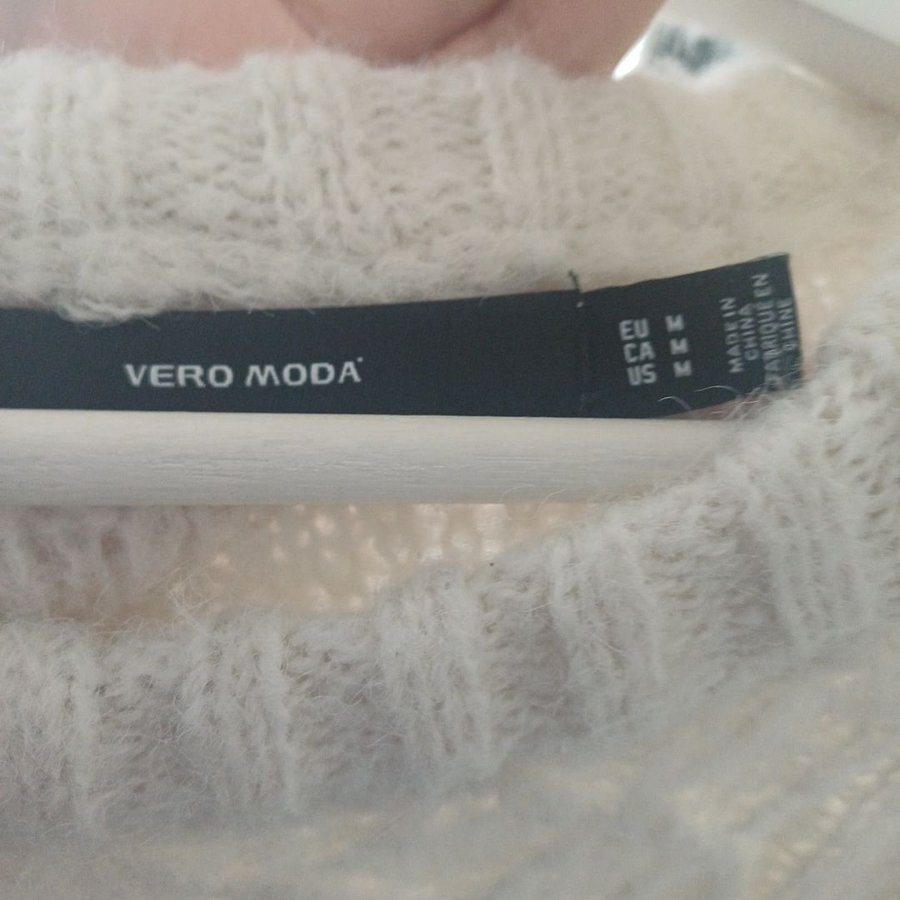 VERO MODA
EU M
CA M
US M
MADE IN
CHINA
FABRIQUE EN
CHINE